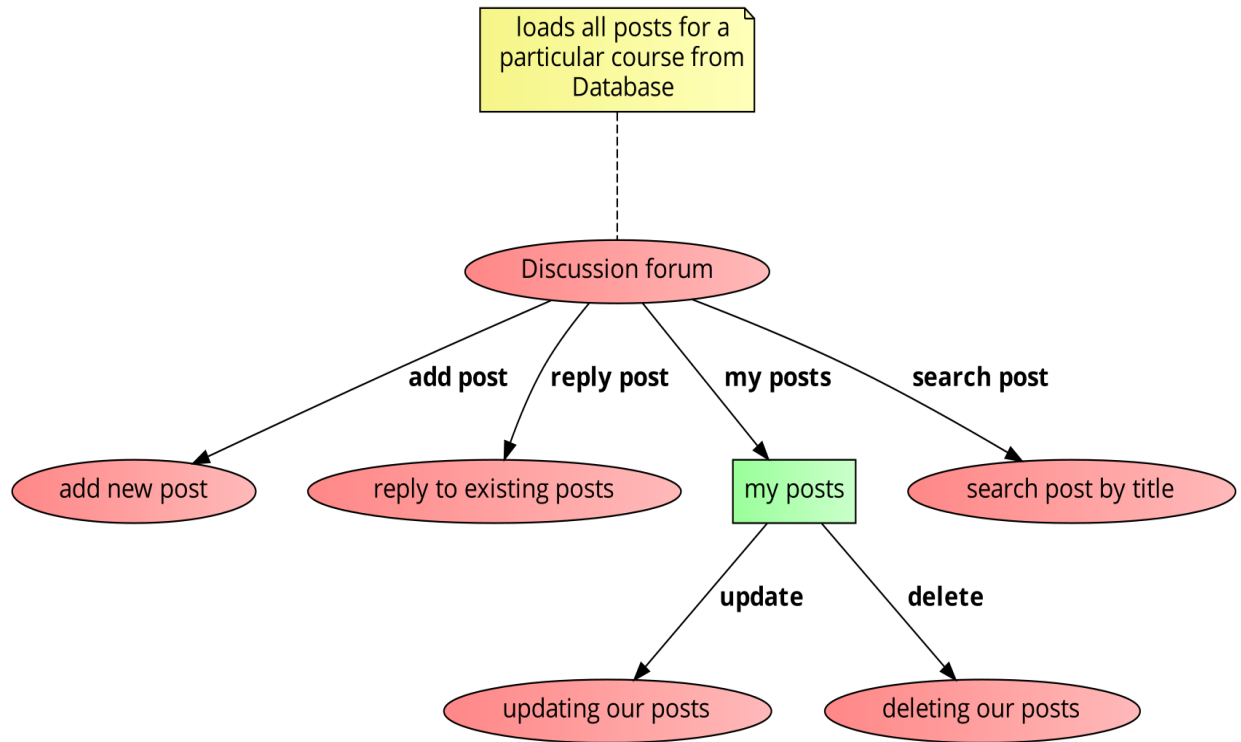 loads all posts for a
particular course from
Database
Discussion forum
add post
reply post
my posts
search post
add new post
reply to existing posts
my posts
search post by title
update
delete
updating our posts
deleting our posts